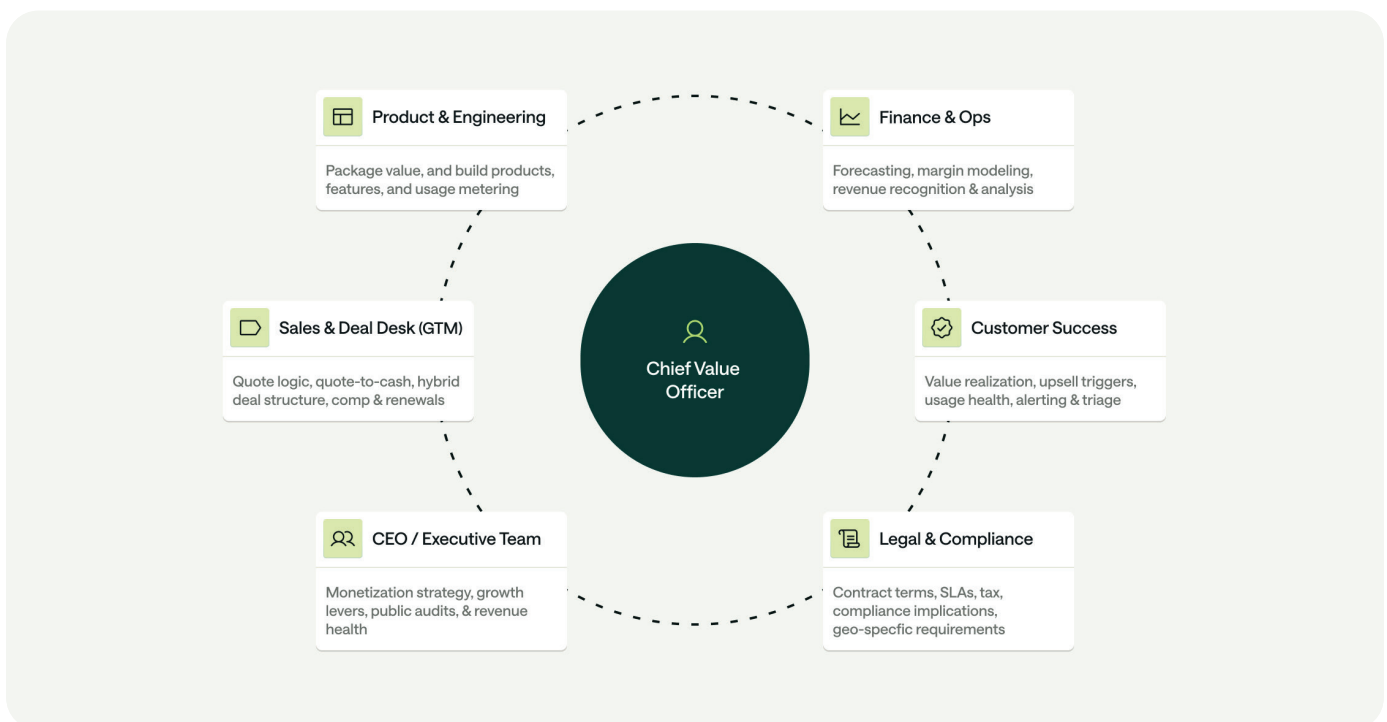 Product & Engineering
Package value, and build products,
features, and usage metering
Finance & Ops
Forecasting, margin modeling,
revenue recognition & analysis
Sales & Deal Desk (GTM)
Quote logic, quote-to-cash, hybrid
deal structure, comp & renewals
Chief Value
Officer
Customer Success
Value realization, upsell triggers,
usage health, alerting & triage
CEO / Executive Team
Monetization strategy, growth
levers, public audits, & revenue
health
Legal & Compliance
Contract terms, SLAs, tax,
compliance implications,
geo-specfic requirements